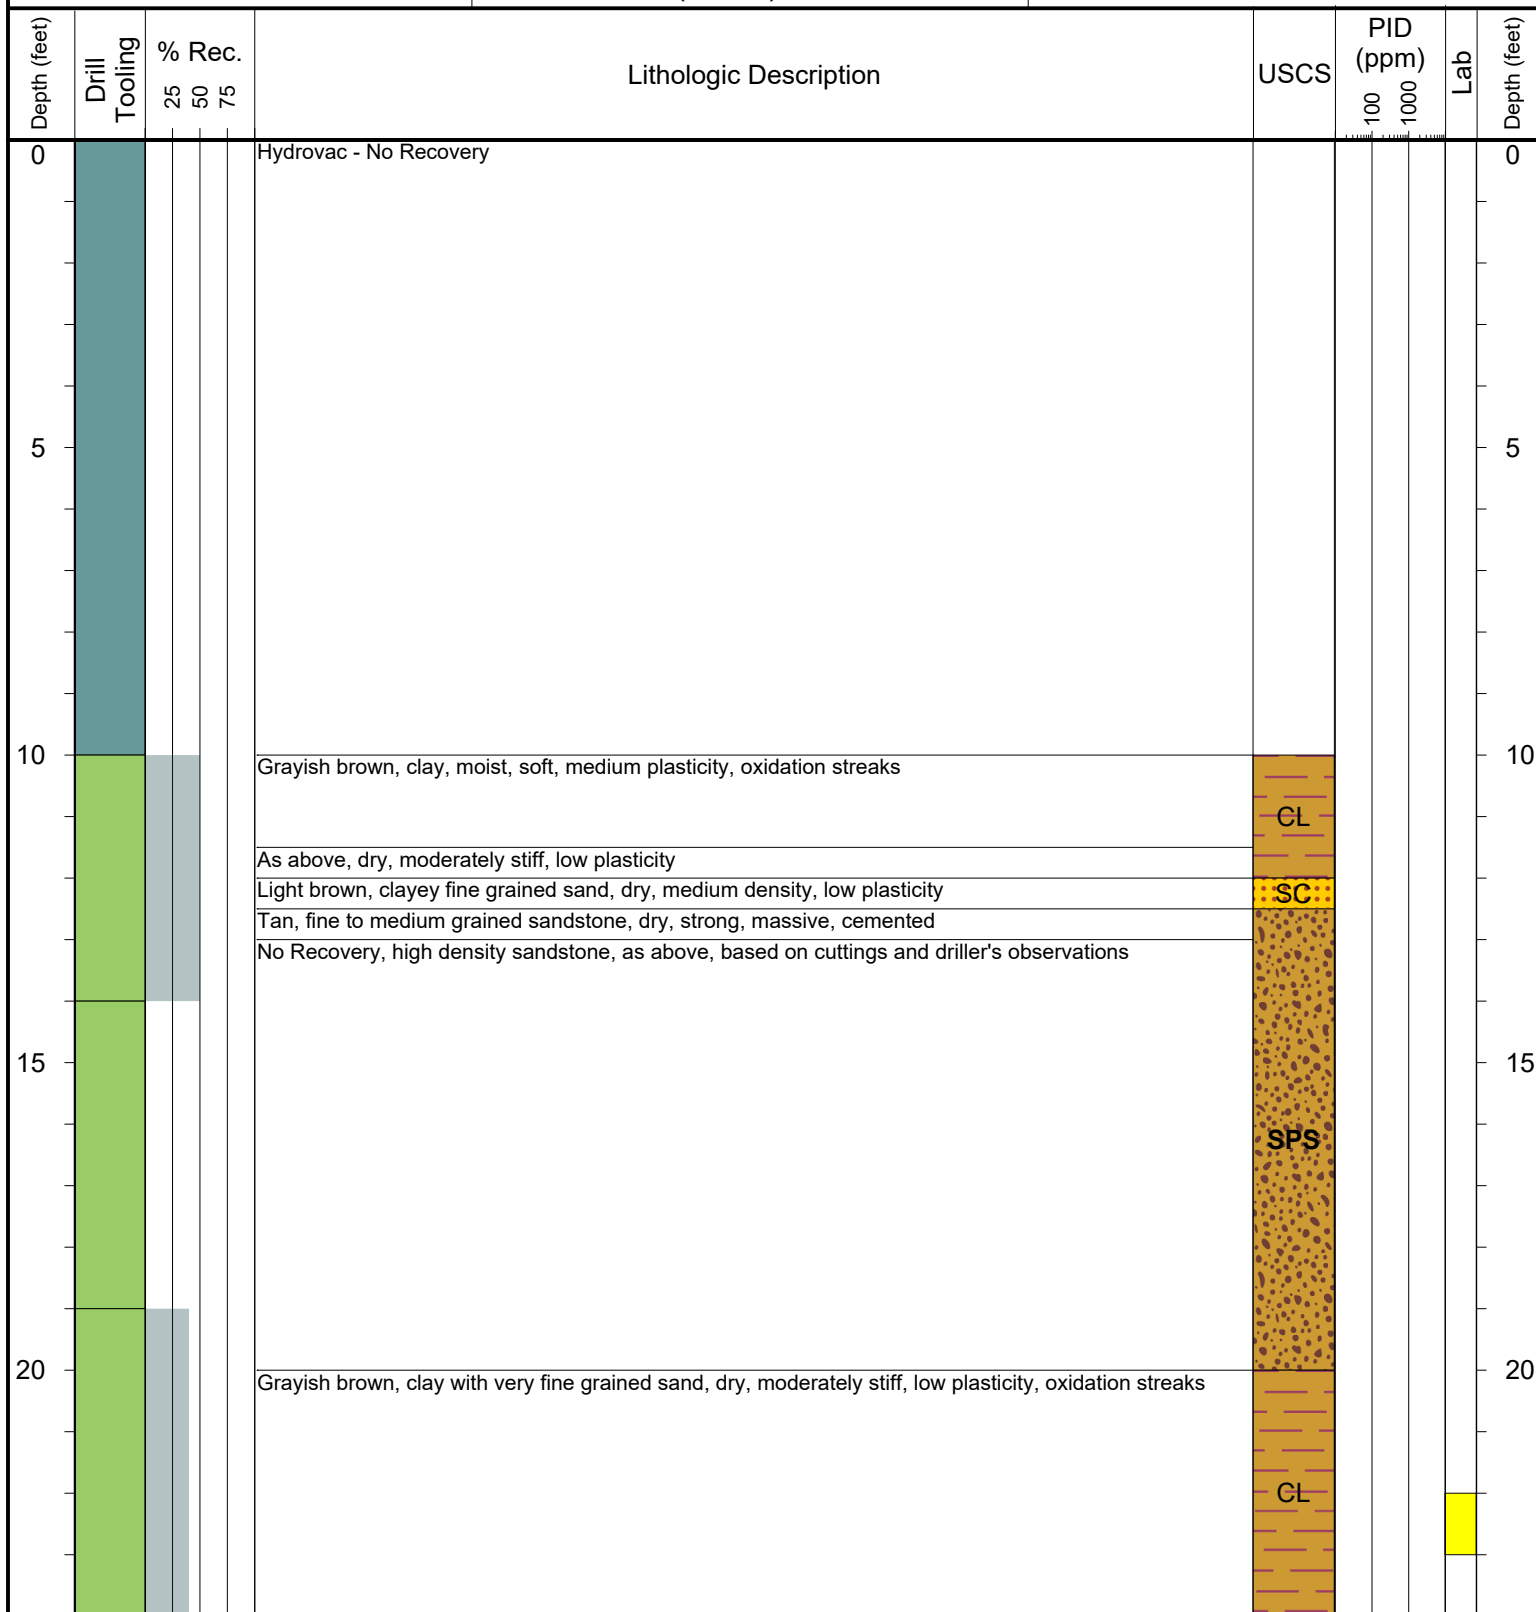 Depth (feet)
Drill Tooling
% Rec.
25
50
75
Lithologic Description
USCS
PID
(ppm)
100
1000
Lab
Depth (feet)
0
Hydrovac - No Recovery
0
5
5
10
Grayish brown, clay, moist, soft, medium plasticity, oxidation streaks
10
CL
As above, dry, moderately stiff, low plasticity
Light brown, clayey fine grained sand, dry, medium density, low plasticity
SC
Tan, fine to medium grained sandstone, dry, strong, massive, cemented
No Recovery, high density sandstone, as above, based on cuttings and driller's observations
15
15
SPS
20
Grayish brown, clay with very fine grained sand, dry, moderately stiff, low plasticity, oxidation streaks
20
CL